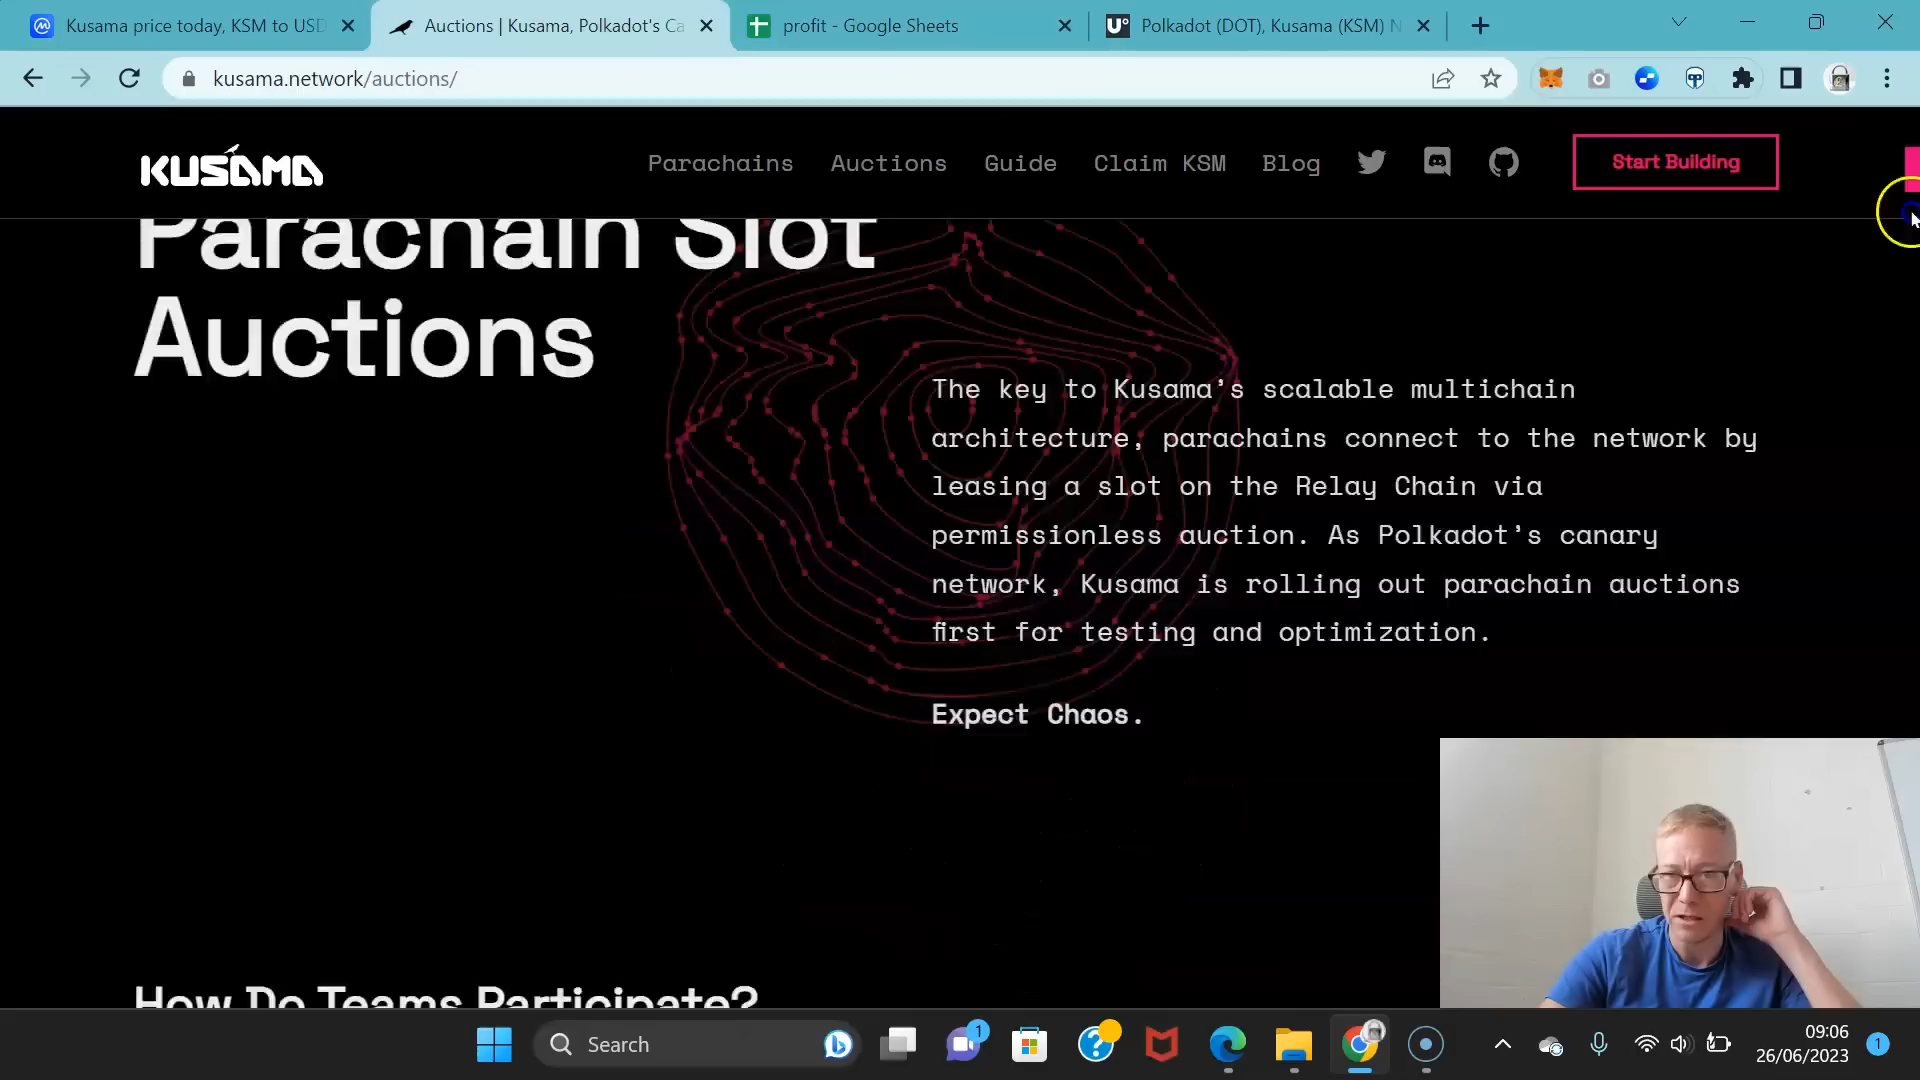 Kusama price today, KSM to USD
Auctions | Kusama, Polkadot's Ca
profit - Google Sheets
Polkadot (DOT), Kusama (KSM) N
kusama.network/auctions/
KUSAMA
Parachains
Auctions
Guide
Claim KSM
Blog
Start Building
Parachain Slot
Auctions
The key to Kusama’s scalable multichain
architecture, parachains connect to the network by
leasing a slot on the Relay Chain via
permissionless auction. As Polkadot’s canary
network, Kusama is rolling out parachain auctions
first for testing and optimization.
Expect Chaos.
How Do Teams Participate?
Search
1
09:06
26/06/2023
1